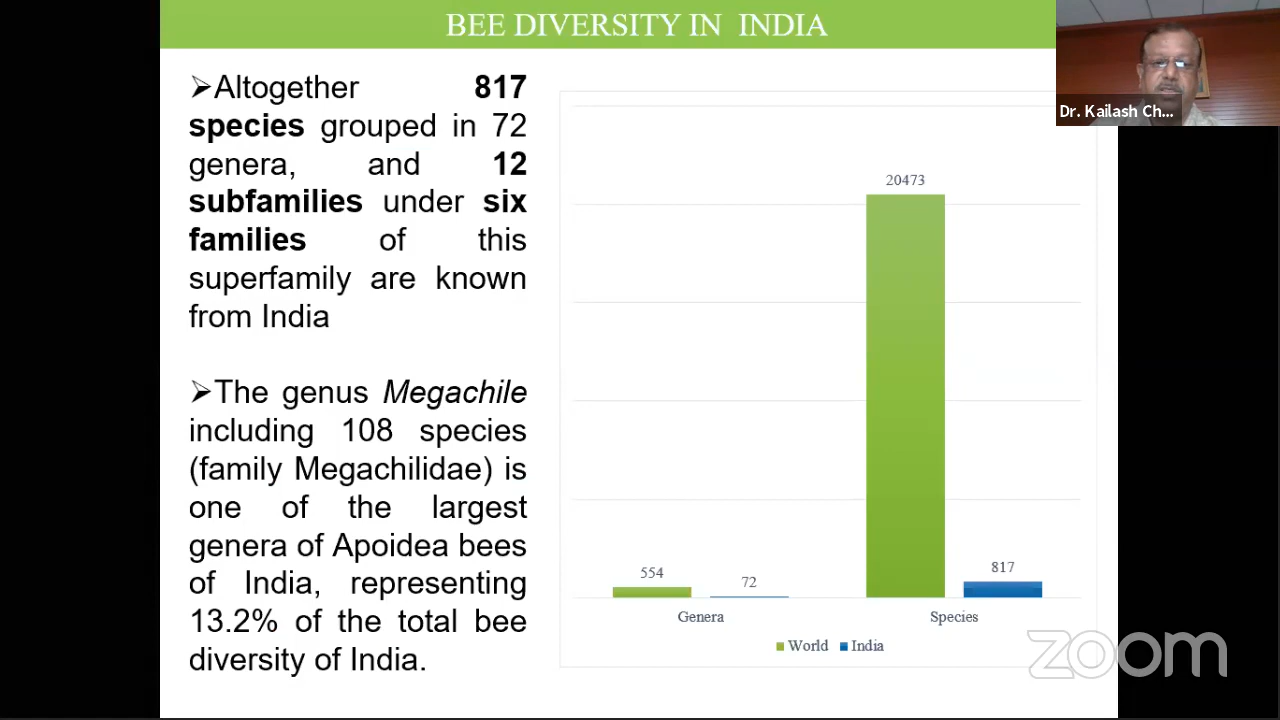 BEE DIVERSITY IN INDIA
➢Altogether 817
species grouped in 72
genera, and 12
subfamilies under six
families of this
superfamily are known
from India
➢The genus Megachile
including 108 species
(family Megachilidae) is
one of the largest
genera of Apoidea bees
of India, representing
13.2% of the total bee
diversity of India.
20473
554
72
817
Genera
Species
World
India
Dr. Kailash Ch...
zoom